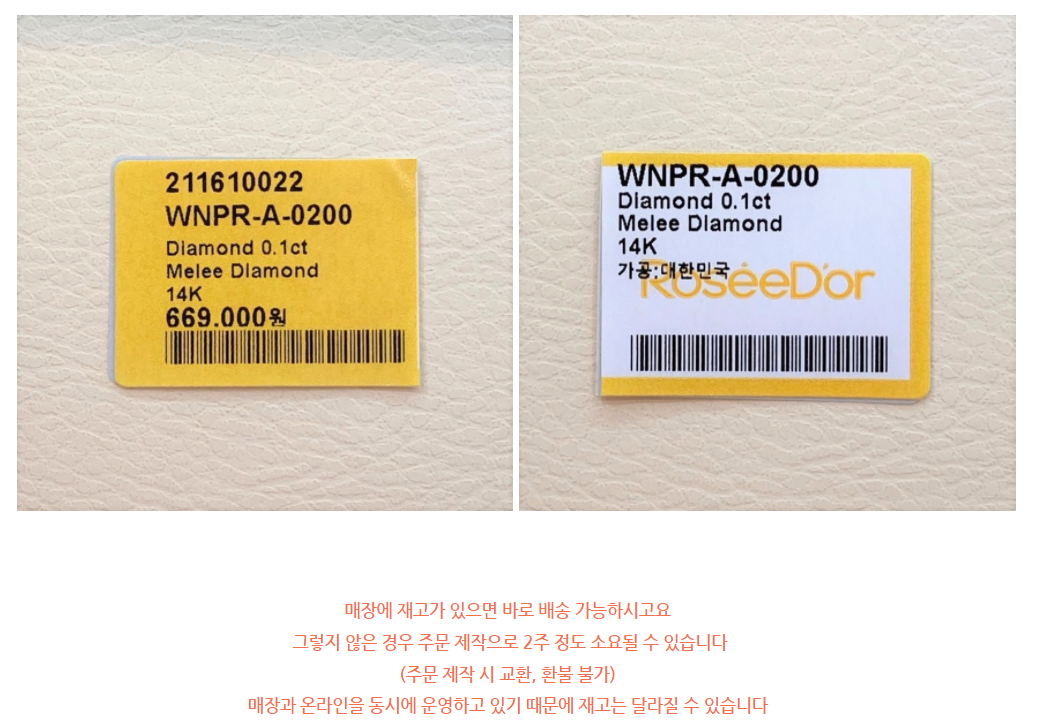 211610022
WNPR-A-0200
Diamond 0.1ct
Melee Diamond
14K
669.000원
WNPR-A-0200
Diamond 0.1ct
Melee Diamond
14K
가공:대한민국
RoséeD'or
매장에 재고가 있으면 바로 배송 가능하시고요
그렇지 않은 경우 주문 제작으로 2주 정도 소요될 수 있습니다
(주문 제작 시 교환, 환불 불가)
매장과 온라인을 동시에 운영하고 있기 때문에 재고는 달라질 수 있습니다